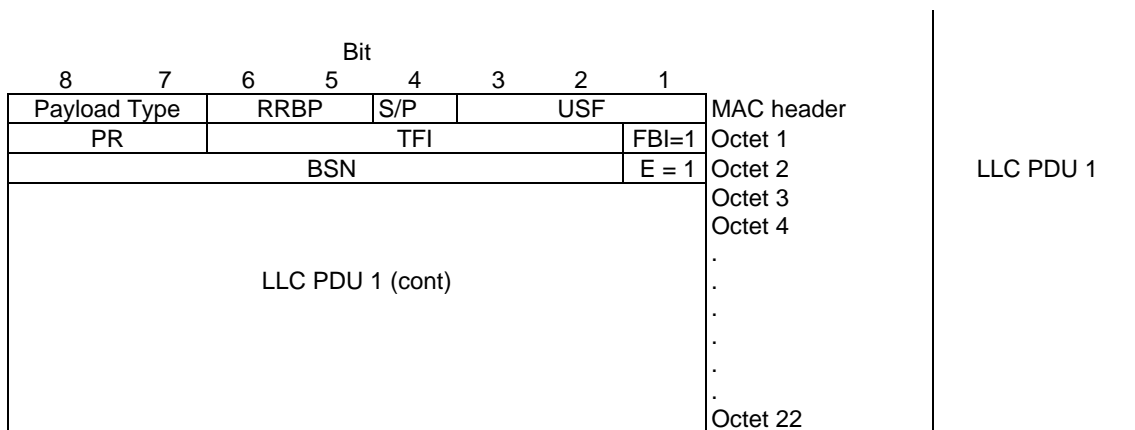 Bit
8 7 6 5 4 3 2 1
Payload Type RRBP S/P USF MAC header
PR TFI FBI=1 Octet 1
BSN E = 1 Octet 2 LLC PDU 1
Octet 3
Octet 4
.
LLC PDU 1 (cont) .
.
.
.
.
Octet 22